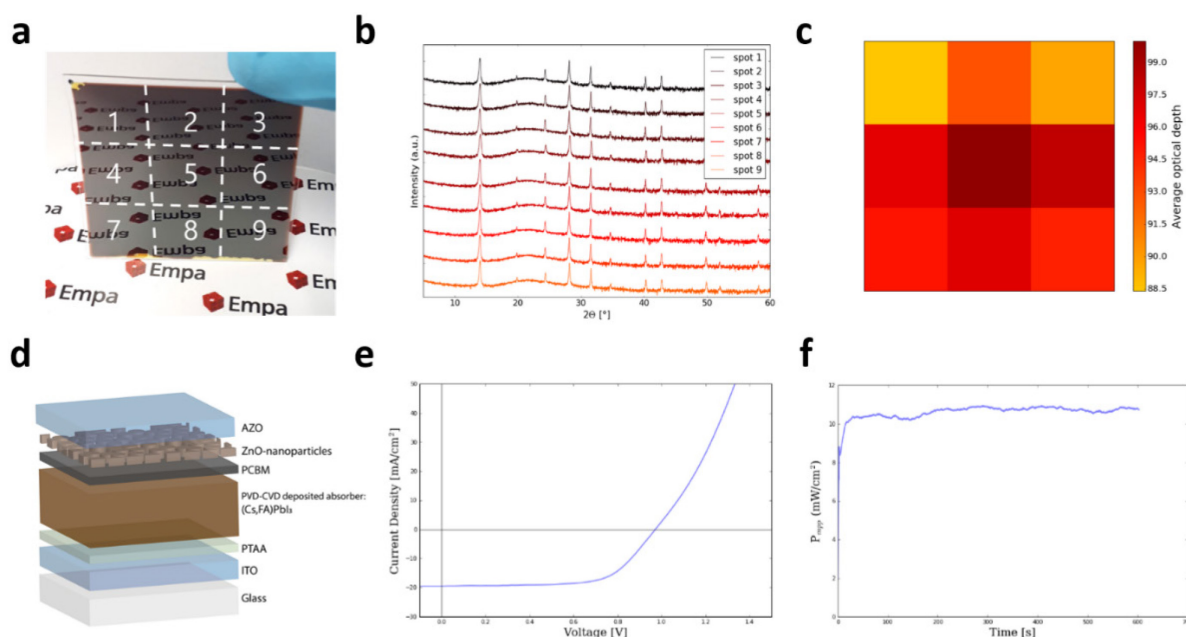 a
b
c
1 2 3
4 5 6
7 8 9
Empa
Empa
Empa
Empa
Empa
Empa
Empa
Empa
Intensity (a.u.)
spot 1
spot 2
spot 3
spot 4
spot 5
spot 6
spot 7
spot 8
spot 9
10 20 30 40 50 60
2Θ [°]
99.0
97.5
96.0
94.5
93.0
91.5
90.0
88.5
Average optical depth
d
e
f
AZO
ZnO-nanoparticles
PCBM
PVD-CVD deposited absorber:
(Cs,FA)PbI₃
PTAA
ITO
Glass
Current Density [mA/cm²]
50
40
30
20
10
0
−10
−20
−30
0.0 0.2 0.4 0.6 0.8 1.0 1.2 1.4
Voltage [V]
P_mpp (mW/cm²)
12
10
8
6
4
2
0
0 100 200 300 400 500 600
Time [s]